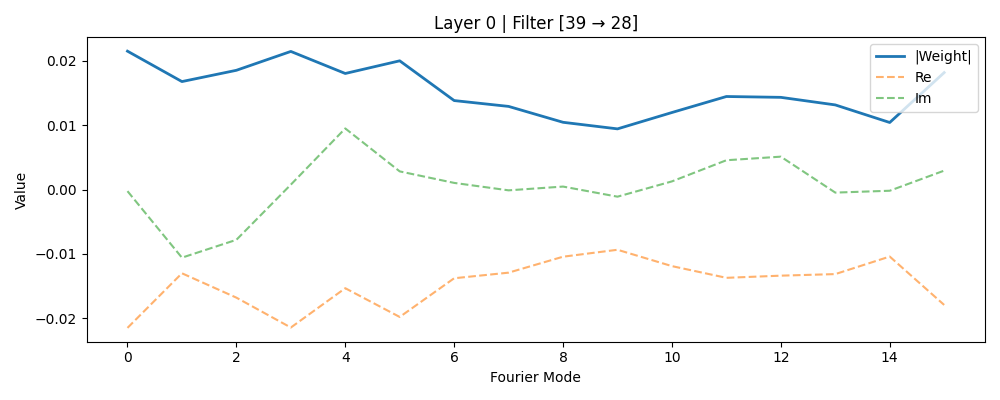 Layer 0 | Filter [39 → 28]
|Weight|
Re
Im
Value
0.02
0.01
0.00
−0.01
−0.02
0 2 4 6 8 10 12 14
Fourier Mode